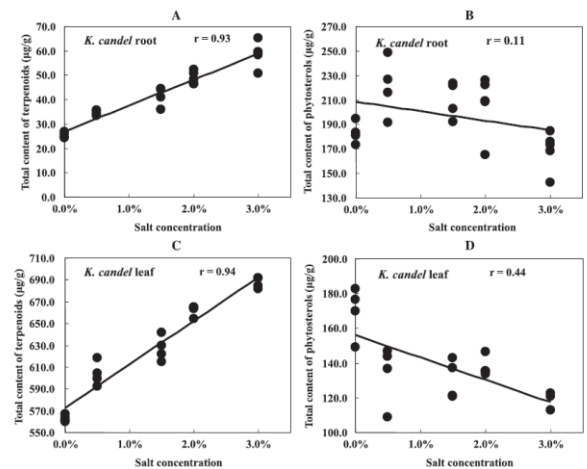 A
K. candel root r = 0.93
Total content of terpenoids (µg/g)
70.0
60.0
50.0
40.0
30.0
20.0
10.0
0.0
0.0% 1.0% 2.0% 3.0%
Salt concentration
B
K. candel root r = 0.11
Total content of phytosterols (µg/g)
270.0
250.0
230.0
210.0
190.0
170.0
150.0
130.0
0.0% 1.0% 2.0% 3.0%
Salt concentration
C
K. candel leaf r = 0.94
Total content of terpenoids (µg/g)
710.0
690.0
670.0
650.0
630.0
610.0
590.0
570.0
550.0
0.0% 1.0% 2.0% 3.0%
Salt concentration
D
K. candel leaf r = 0.44
Total content of phytosterols (µg/g)
200.0
180.0
160.0
140.0
120.0
100.0
0.0% 1.0% 2.0% 3.0%
Salt concentration